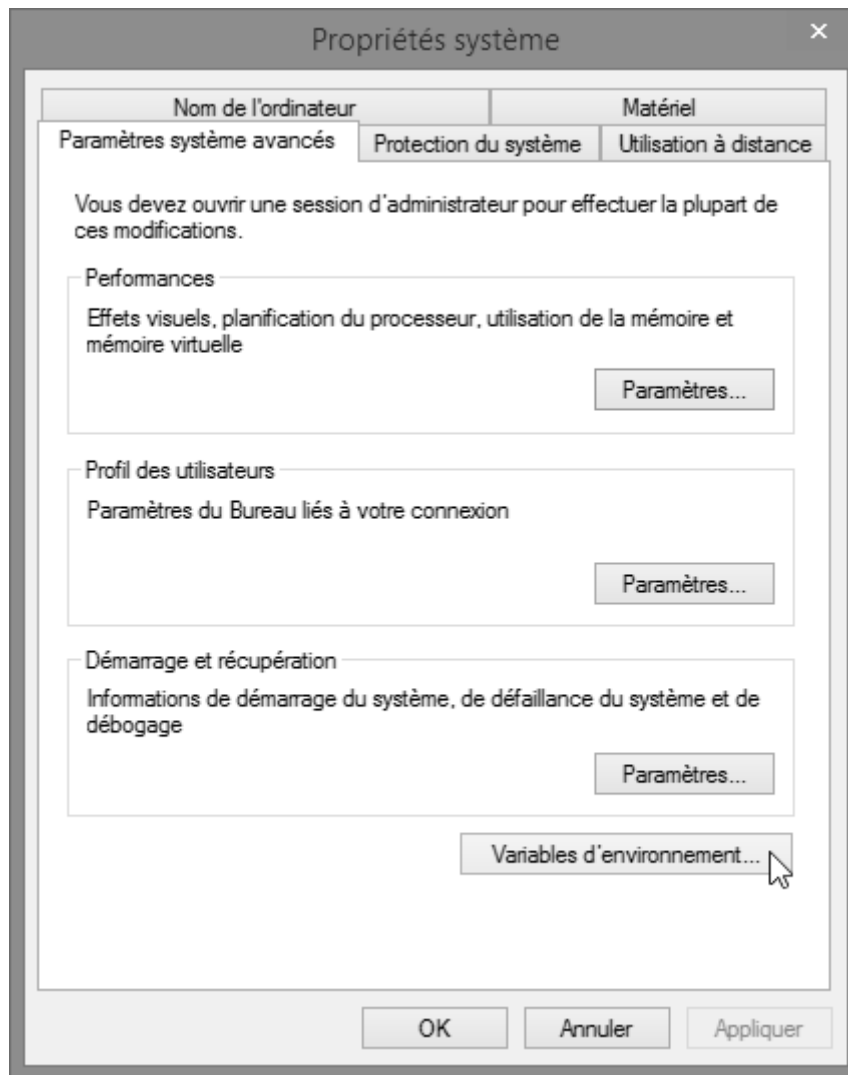 Propriétés système
Nom de l'ordinateur
Matériel
Paramètres système avancés
Protection du système
Utilisation à distance
Vous devez ouvrir une session d'administrateur pour effectuer la plupart de
ces modifications.
Performances
Effets visuels, planification du processeur, utilisation de la mémoire et
mémoire virtuelle
Paramètres...
Profil des utilisateurs
Paramètres du Bureau liés à votre connexion
Paramètres...
Démarrage et récupération
Informations de démarrage du système, de défaillance du système et de
débogage
Paramètres...
Variables d'environnement...
OK
Annuler
Appliquer